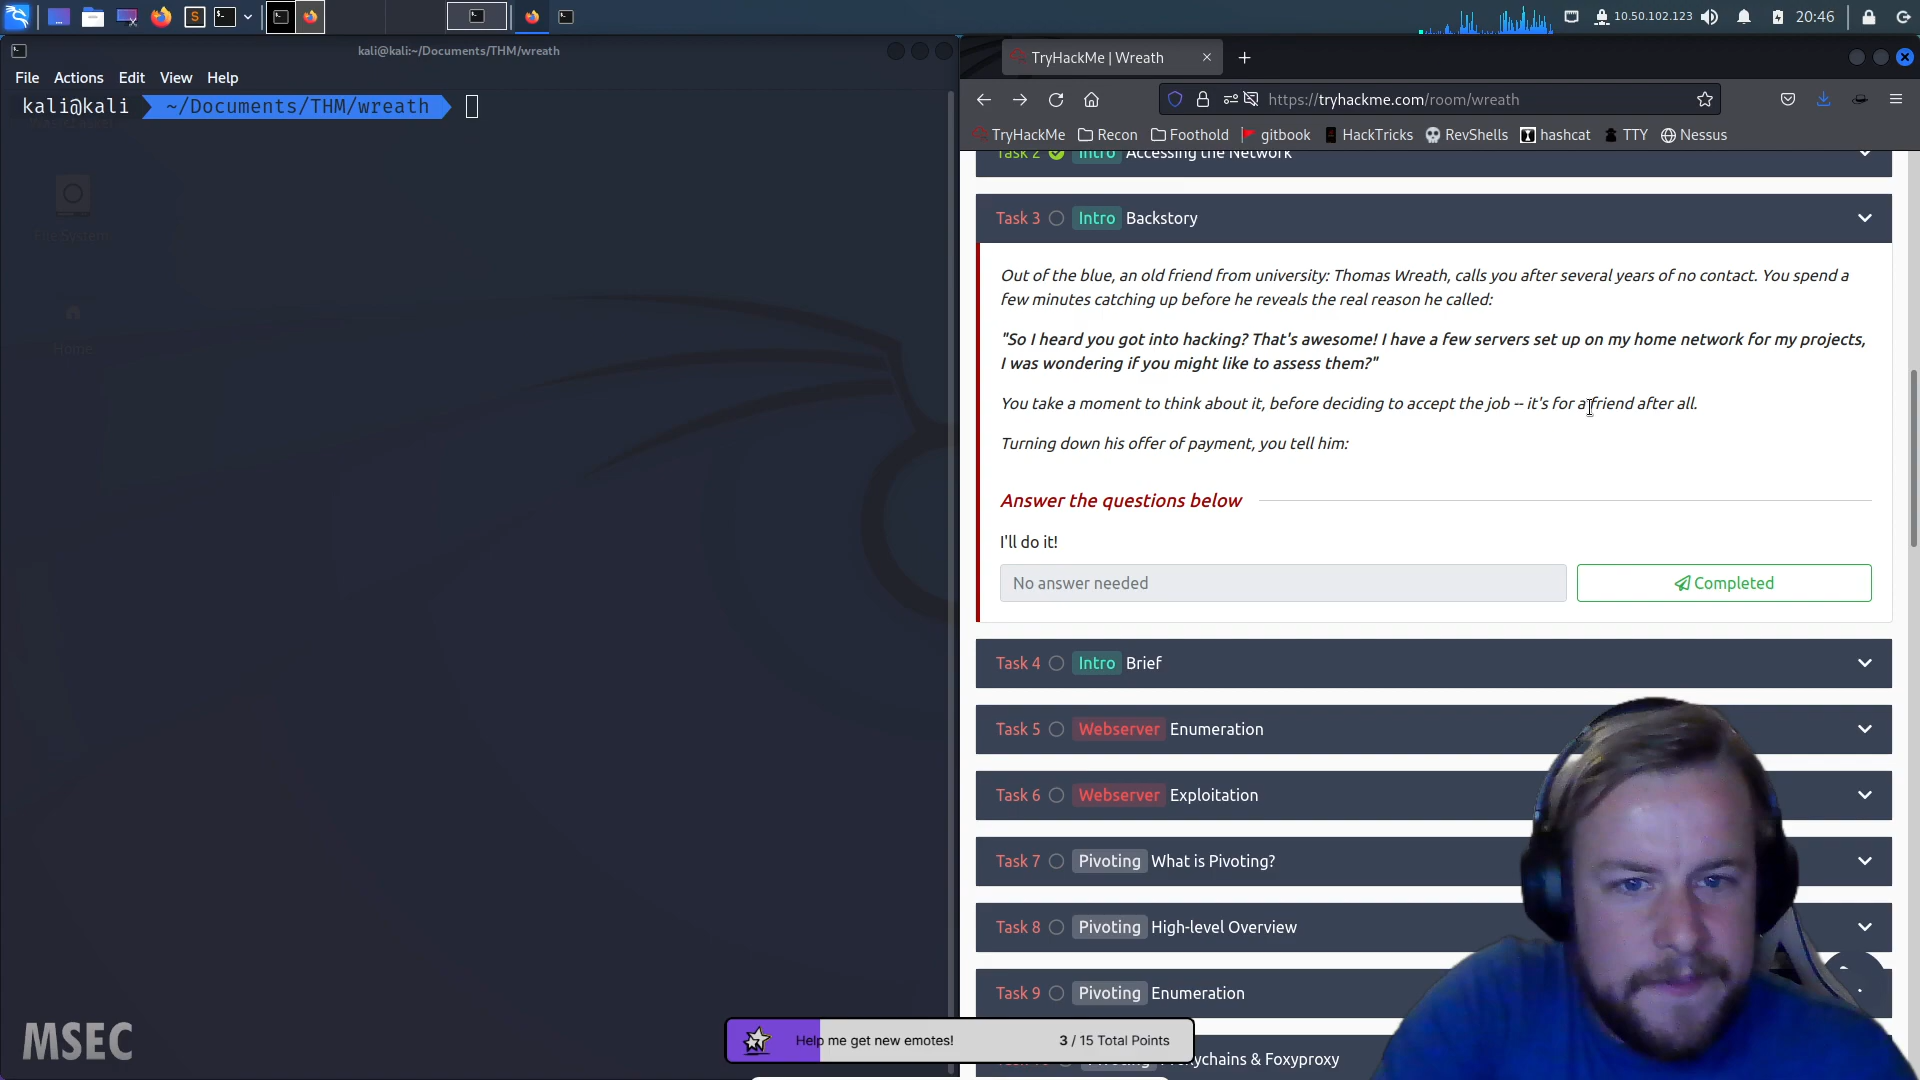 10.50.102.123
20:46
kali@kali:~/Documents/THM/wreath
File Actions Edit View Help
kali@kali ~/Documents/THM/wreath
File System
Home
TryHackMe | Wreath
https://tryhackme.com/room/wreath
TryHackMe Recon Foothold gitbook HackTricks RevShells hashcat TTY Nessus
Task 2 Intro Accessing the Network
Task 3 Intro Backstory
Out of the blue, an old friend from university: Thomas Wreath, calls you after several years of no contact. You spend a
few minutes catching up before he reveals the real reason he called:
"So I heard you got into hacking? That's awesome! I have a few servers set up on my home network for my projects,
I was wondering if you might like to assess them?"
You take a moment to think about it, before deciding to accept the job -- it's for a friend after all.
Turning down his offer of payment, you tell him:
Answer the questions below
I'll do it!
No answer needed
Completed
Task 4 Intro Brief
Task 5 Webserver Enumeration
Task 6 Webserver Exploitation
Task 7 Pivoting What is Pivoting?
Task 8 Pivoting High-level Overview
Task 9 Pivoting Enumeration
& Foxyproxy
MSEC
Help me get new emotes! 3 / 15 Total Points